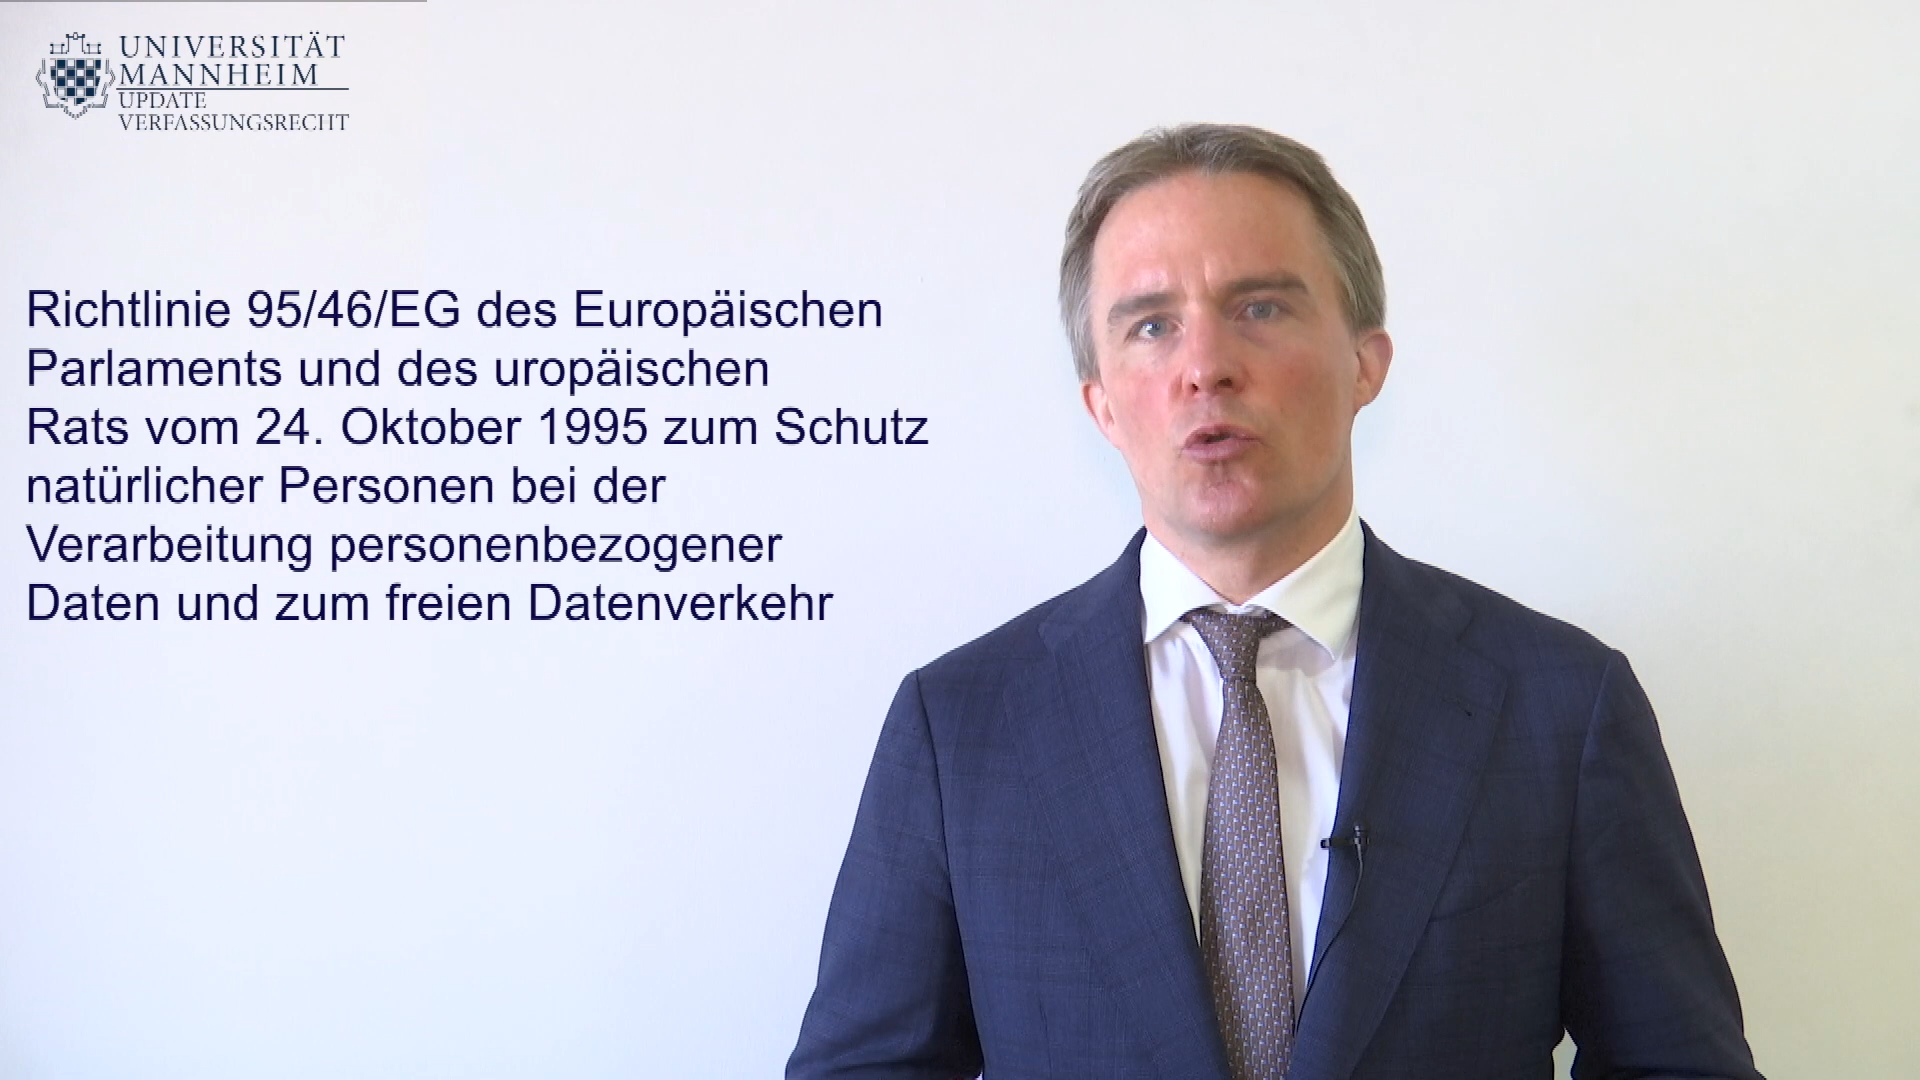 UNIVERSITÄT
MANNHEIM
UPDATE
VERFASSUNGSRECHT
Richtlinie 95/46/EG des Europäischen
Parlaments und des uropäischen
Rats vom 24. Oktober 1995 zum Schutz
natürlicher Personen bei der
Verarbeitung personenbezogener
Daten und zum freien Datenverkehr